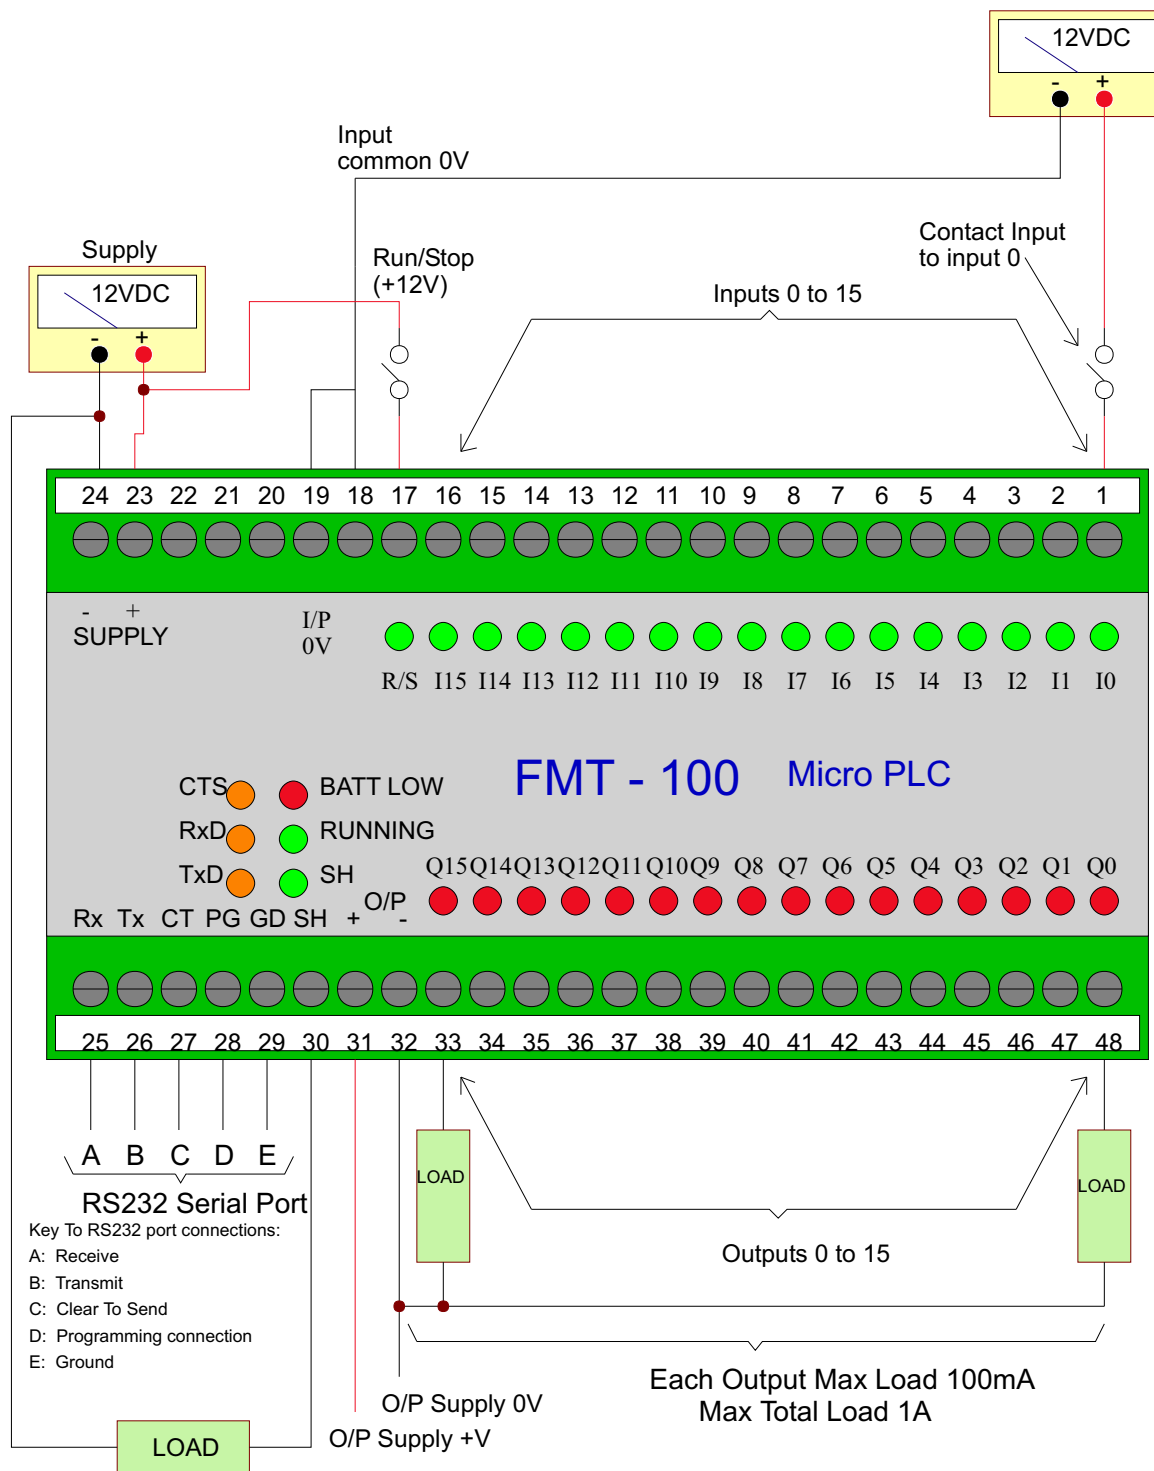 12VDC
- +
Input
common 0V
Supply
12VDC
- +
Run/Stop
(+12V)
Contact Input
to input 0
Inputs 0 to 15
24 23 22 21 20 19 18 17 16 15 14 13 12 11 10 9 8 7 6 5 4 3 2 1
- +
SUPPLY
I/P
0V
R/S I15 I14 I13 I12 I11 I10 I9 I8 I7 I6 I5 I4 I3 I2 I1 I0
FMT - 100 Micro PLC
CTS BATT LOW
RxD RUNNING
TxD SH
Q15 Q14 Q13 Q12 Q11 Q10 Q9 Q8 Q7 Q6 Q5 Q4 Q3 Q2 Q1 Q0
O/P
Rx Tx CT PG GD SH + -
25 26 27 28 29 30 31 32 33 34 35 36 37 38 39 40 41 42 43 44 45 46 47 48
A B C D E
RS232 Serial Port
Key To RS232 port connections:
A: Receive
B: Transmit
C: Clear To Send
D: Programming connection
E: Ground
LOAD
LOAD
Outputs 0 to 15
Each Output Max Load 100mA
Max Total Load 1A
O/P Supply 0V
O/P Supply +V
LOAD